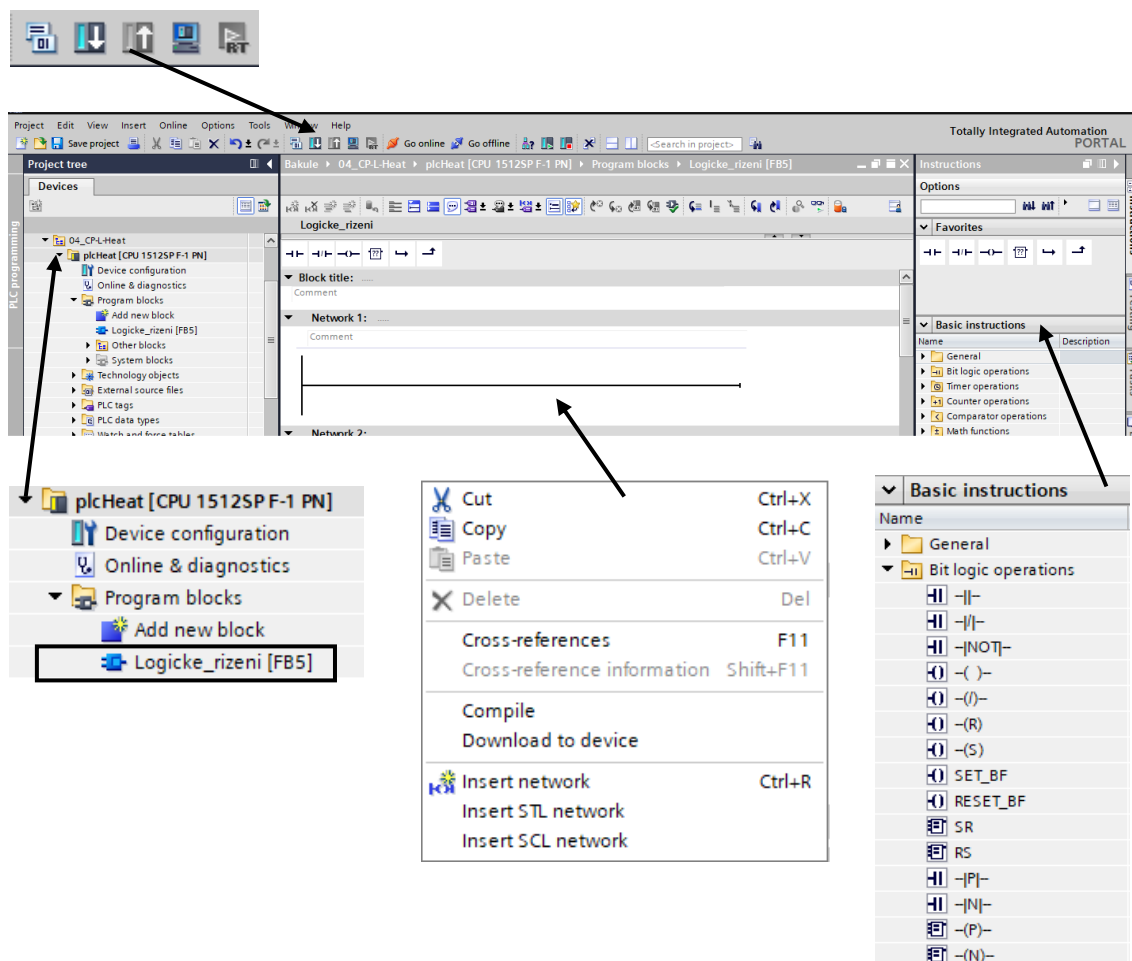 RT
Project Edit View Insert Online Options Tools Window Help
Totally Integrated Automation
PORTAL
Save project Go online Go offline <Search in project>
Project tree
Bakule ▸ 04_CP-L-Heat ▸ plcHeat [CPU 1512SP F-1 PN] ▸ Program blocks ▸ Logicke_rizeni [FB5]
Instructions
Devices
Options
PLC programming
Logicke_rizeni
04_CP-L-Heat
plcHeat [CPU 1512SP F-1 PN]
Device configuration
Online & diagnostics
Program blocks
Add new block
Logicke_rizeni [FB5]
Other blocks
System blocks
Technology objects
External source files
PLC tags
PLC data types
Watch and force tables
Block title: .....
Comment
Network 1: .....
Comment
Network 2:
Favorites
Basic instructions
Name Description
General
Bit logic operations
Timer operations
Counter operations
Comparator operations
Math functions
plcHeat [CPU 1512SP F-1 PN]
Device configuration
Online & diagnostics
Program blocks
Add new block
Logicke_rizeni [FB5]
Cut Ctrl+X
Copy Ctrl+C
Paste Ctrl+V
Delete Del
Cross-references F11
Cross-reference information Shift+F11
Compile
Download to device
Insert network Ctrl+R
Insert STL network
Insert SCL network
Basic instructions
Name
General
Bit logic operations
-||-
-|/|-
-|NOT|-
-( )-
-(/)-
-(R)
-(S)
SET_BF
RESET_BF
SR
RS
-|P|-
-|N|-
-(P)-
-(N)-